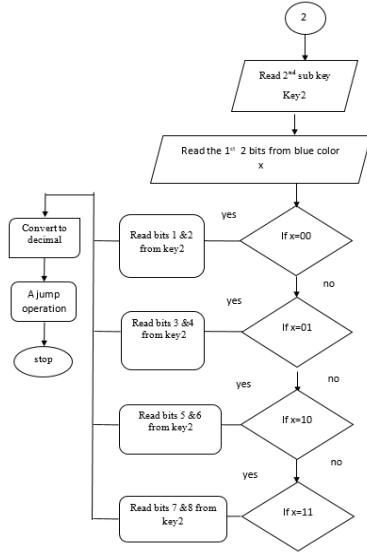 2
Read 2nd sub key
Key2
Read the 1st 2 bits from blue color
x
yes
If x=00
Read bits 1 &2
from key2
Convert to
decimal
no
yes
A jump
operation
If x=01
Read bits 3 &4
from key2
stop
yes
no
If x=10
Read bits 5 &6
from key2
yes
no
If x=11
Read bits 7 &8 from
key2